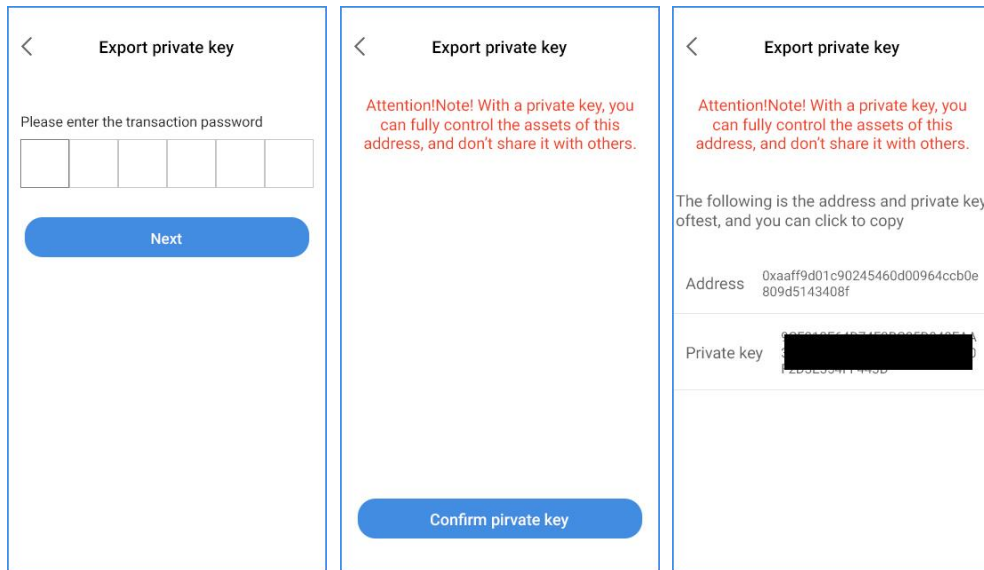 Export private key
Please enter the transaction password
Next
Export private key
Attention!Note! With a private key, you
can fully control the assets of this
address, and don't share it with others.
Confirm pirvate key
Export private key
Attention!Note! With a private key, you
can fully control the assets of this
address, and don't share it with others.
The following is the address and private key
oftest, and you can click to copy
Address
0xaaff9d01c90245460d00964ccb0e
809d5143408f
Private key